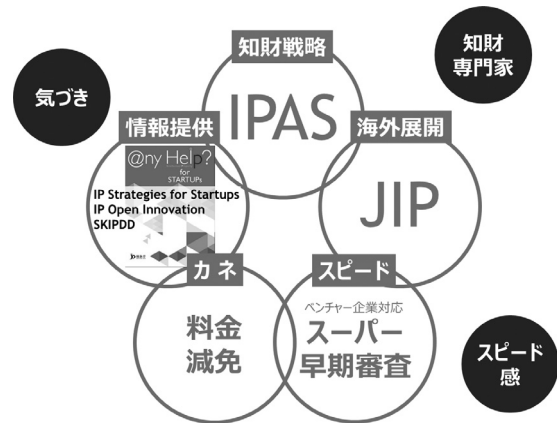 知財戦略
IPAS
知財
専門家
気づき
情報提供
@ny Help?
for
STARTUPs
IP Strategies for Startups
IP Open Innovation
SKIPDD
海外展開
JIP
カネ
料金
減免
スピード
ベンチャー企業対応
スーパー
早期審査
スピード
感